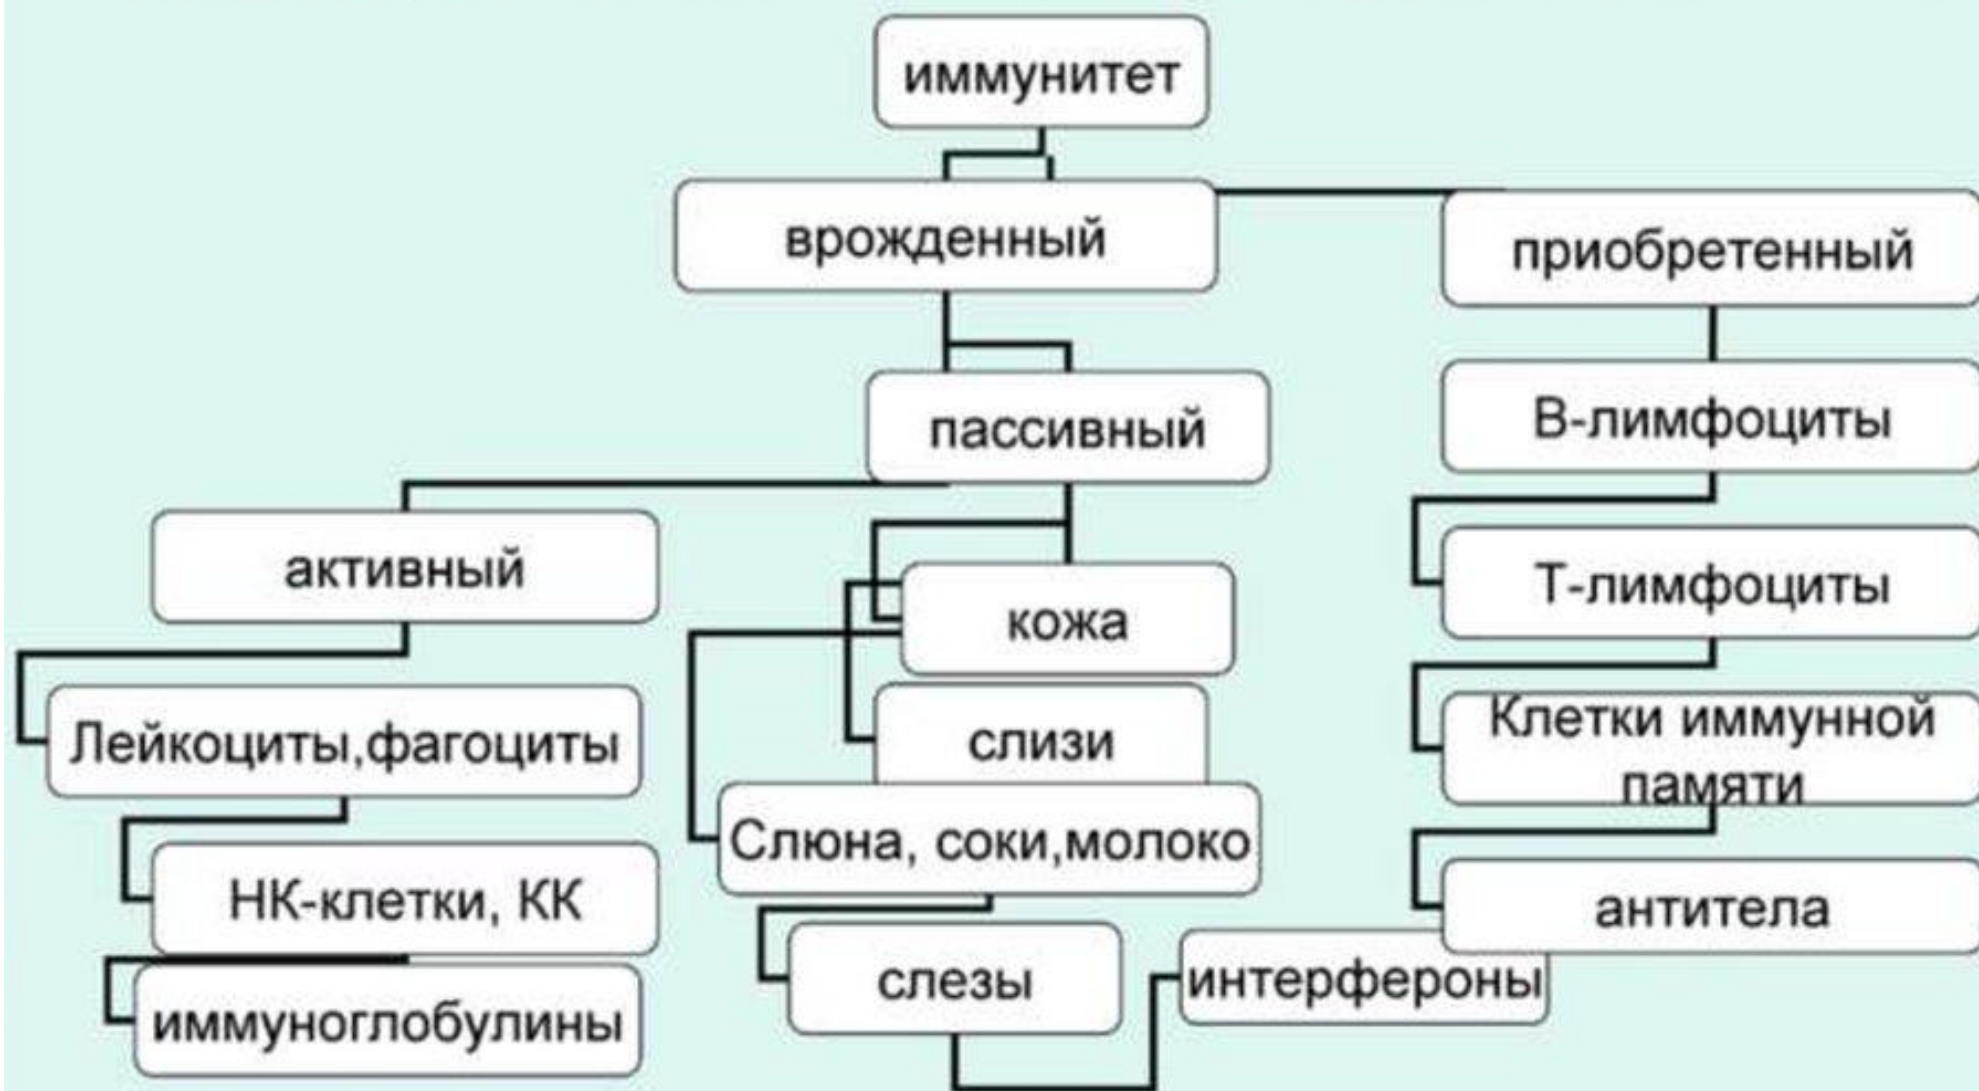 иммунитет
врожденный
приобретенный
пассивный
В-лимфоциты
активный
кожа
Т-лимфоциты
Лейкоциты,фагоциты
слизи
Клетки иммунной
памяти
Слюна, соки,молоко
НК-клетки, КК
антитела
слезы
интерфероны
иммуноглобулины